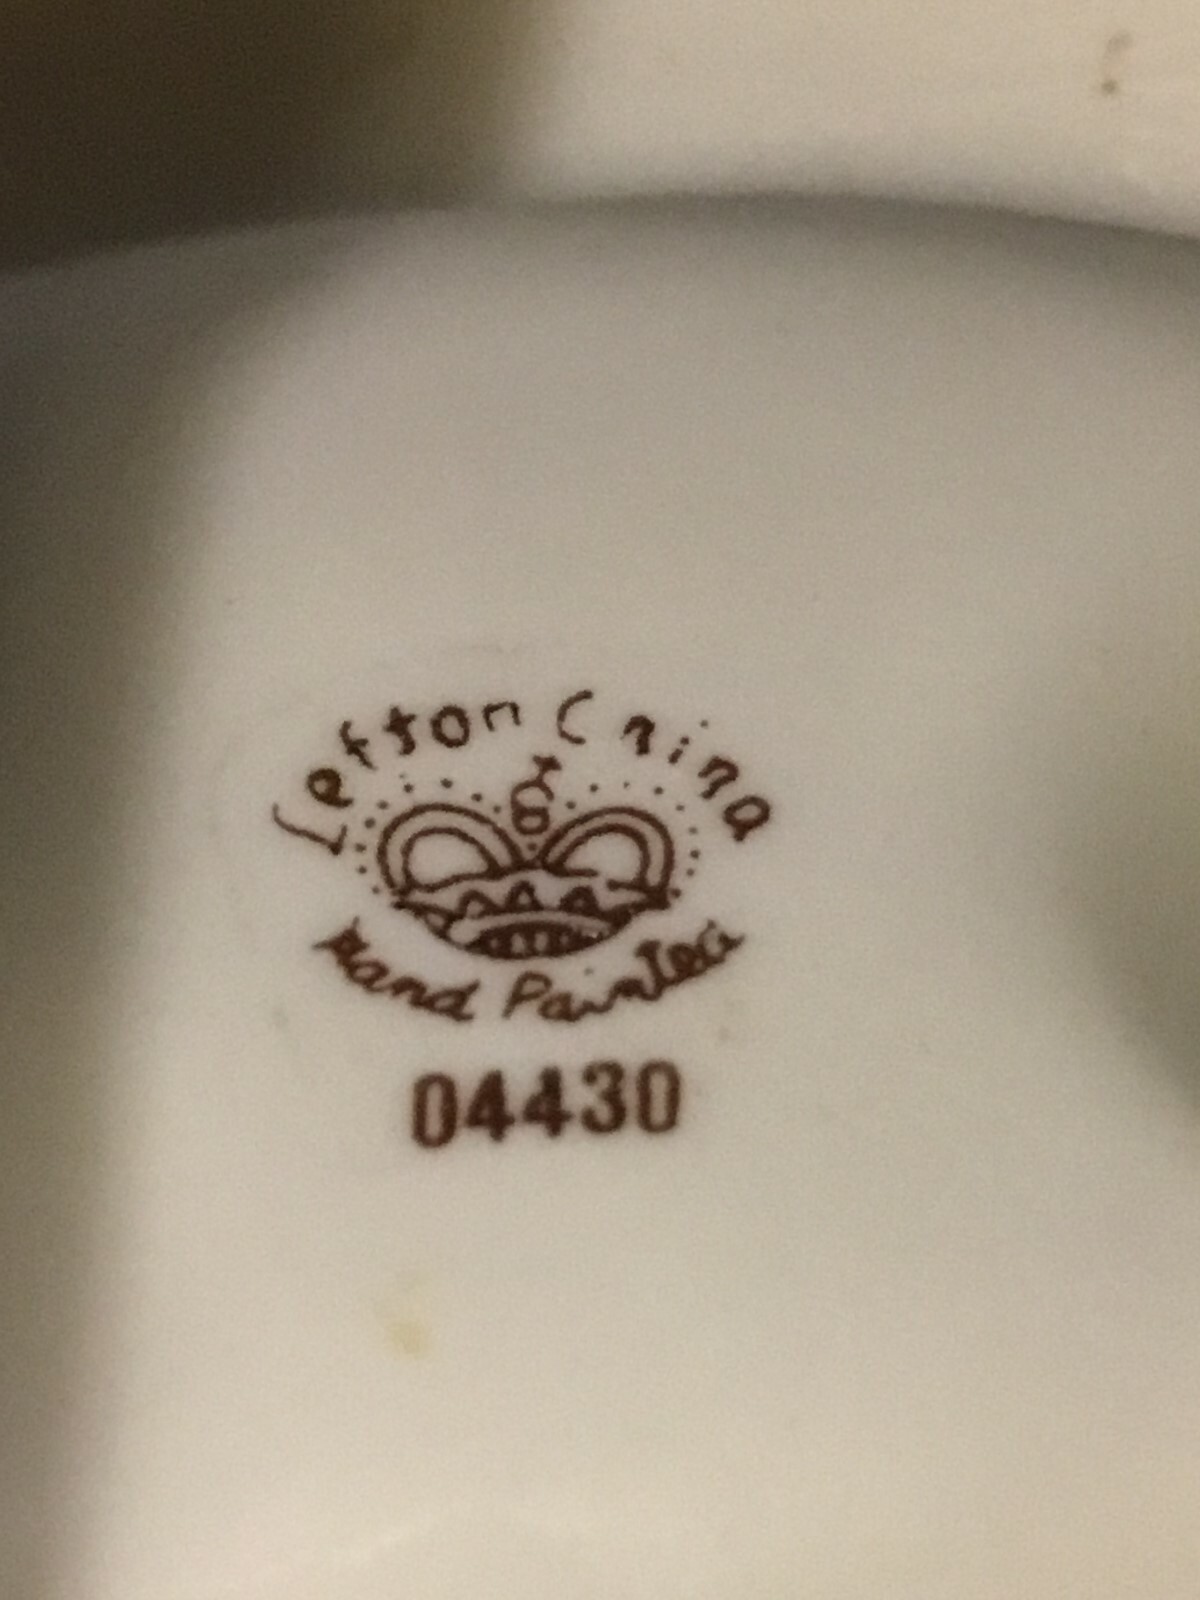 Lefton China
Hand Painted
04430